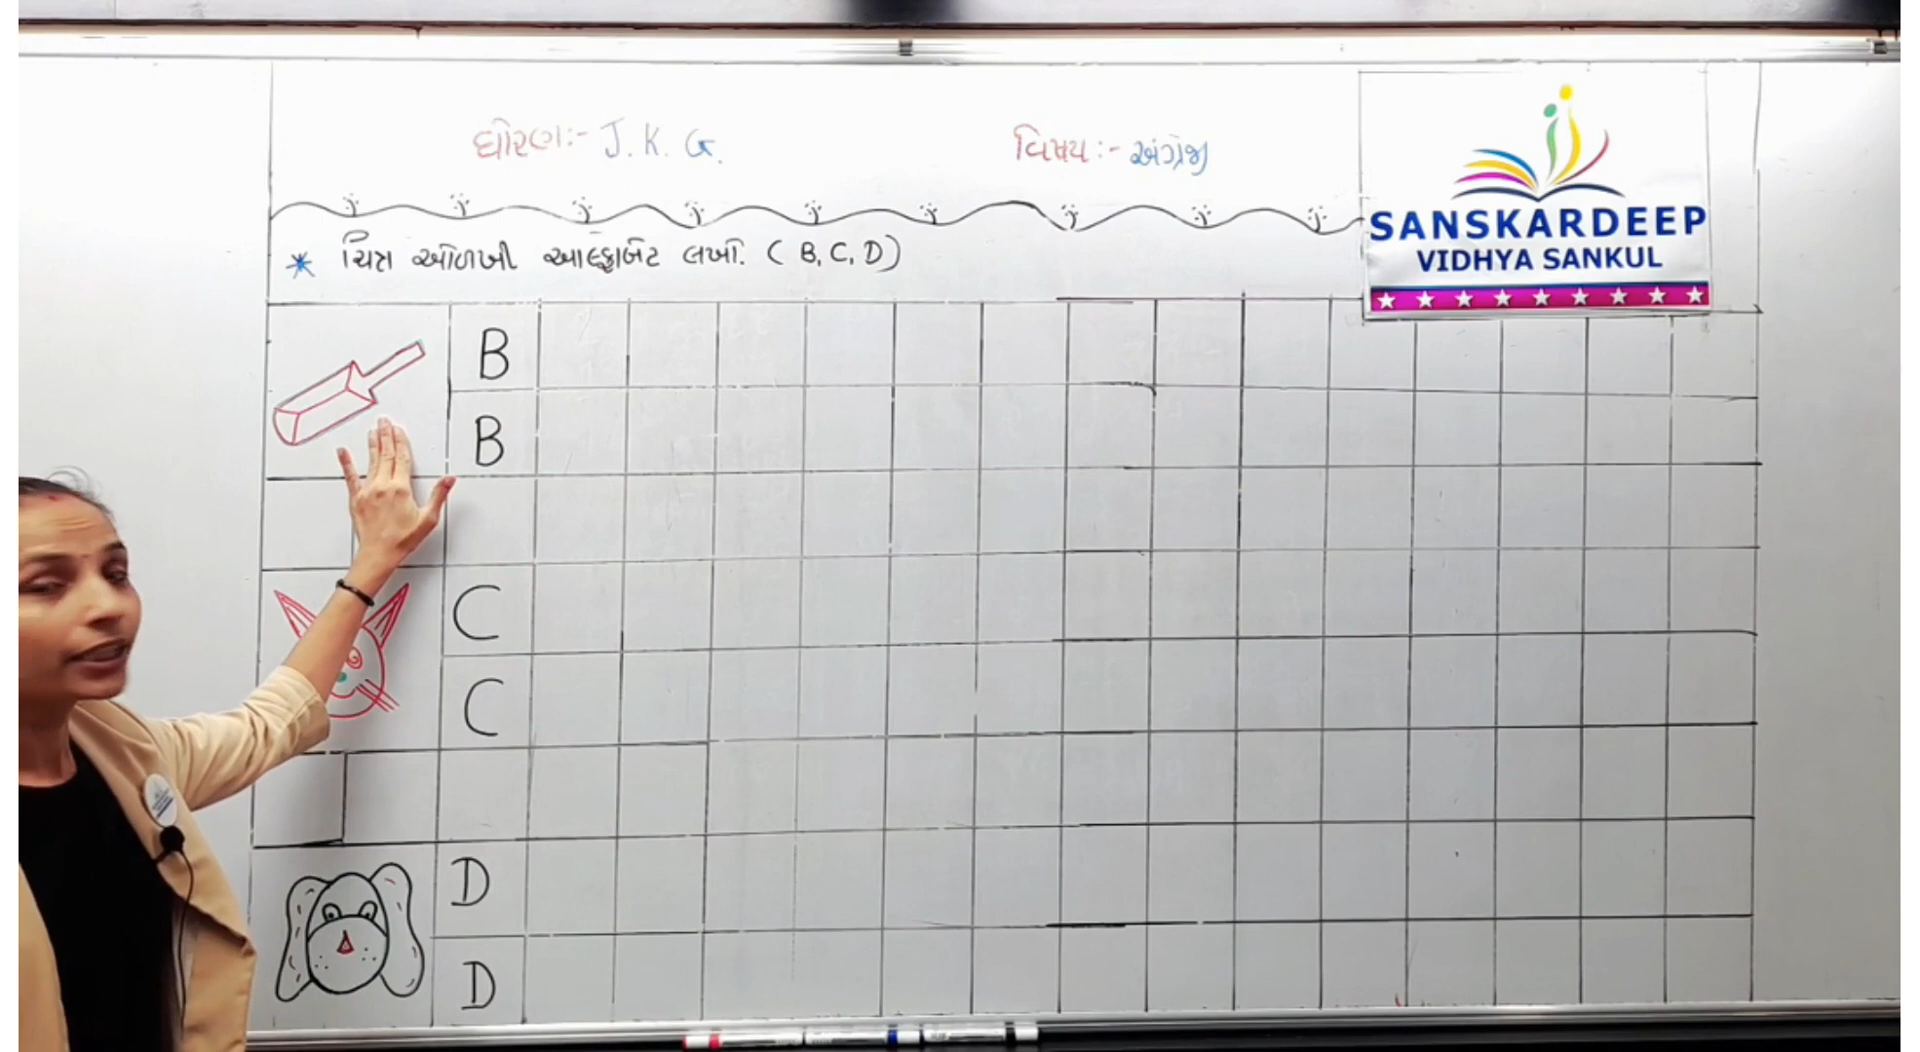 ધોરણ:- J. K. G.
વિષય:- અંગ્રેજી
SANSKARDEEP
VIDHYA SANKUL
* ચિત્ર ઓળખી આલ્ફાબેટ લખો. ( B, C, D )
B
B
C
C
D
D